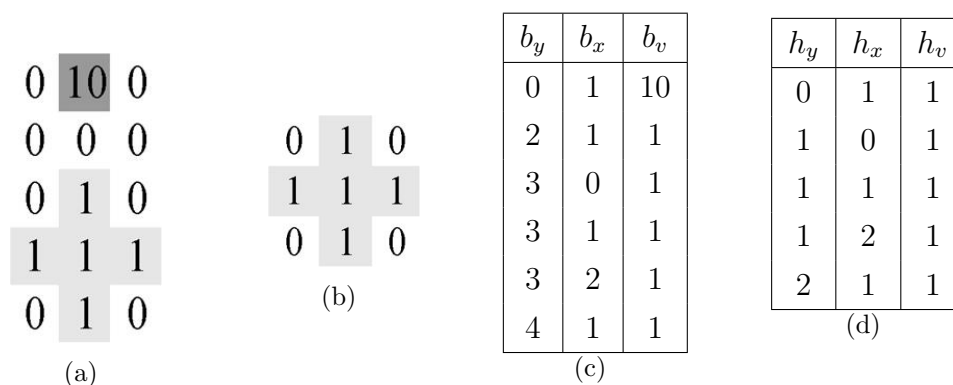 0 10 0
0 0 0
0 1 0
1 1 1
0 1 0
(a)
0 1 0
1 1 1
0 1 0
(b)
b_y b_x b_v
0 1 10
2 1 1
3 0 1
3 1 1
3 2 1
4 1 1
(c)
h_y h_x h_v
0 1 1
1 0 1
1 1 1
1 2 1
2 1 1
(d)